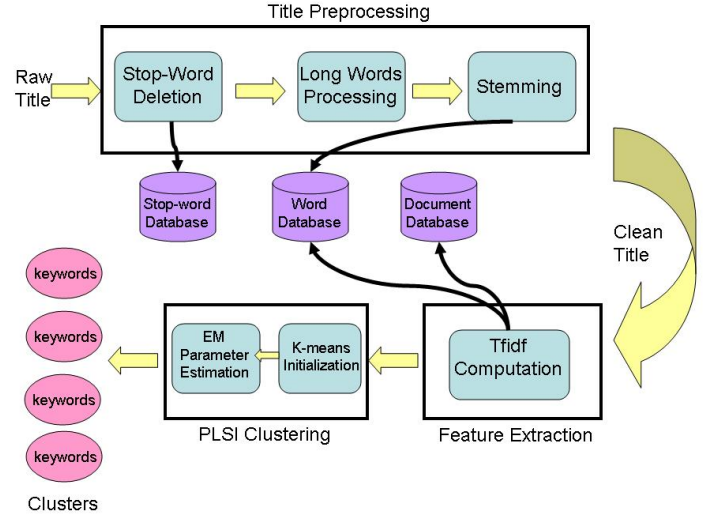 Title Preprocessing
Raw
Title
Stop-Word
Deletion
Long Words
Processing
Stemming
Stop-word
Database
Word
Database
Document
Database
Clean
Title
keywords
keywords
keywords
keywords
Clusters
EM
Parameter
Estimation
K-means
Initialization
PLSI Clustering
Tfidf
Computation
Feature Extraction